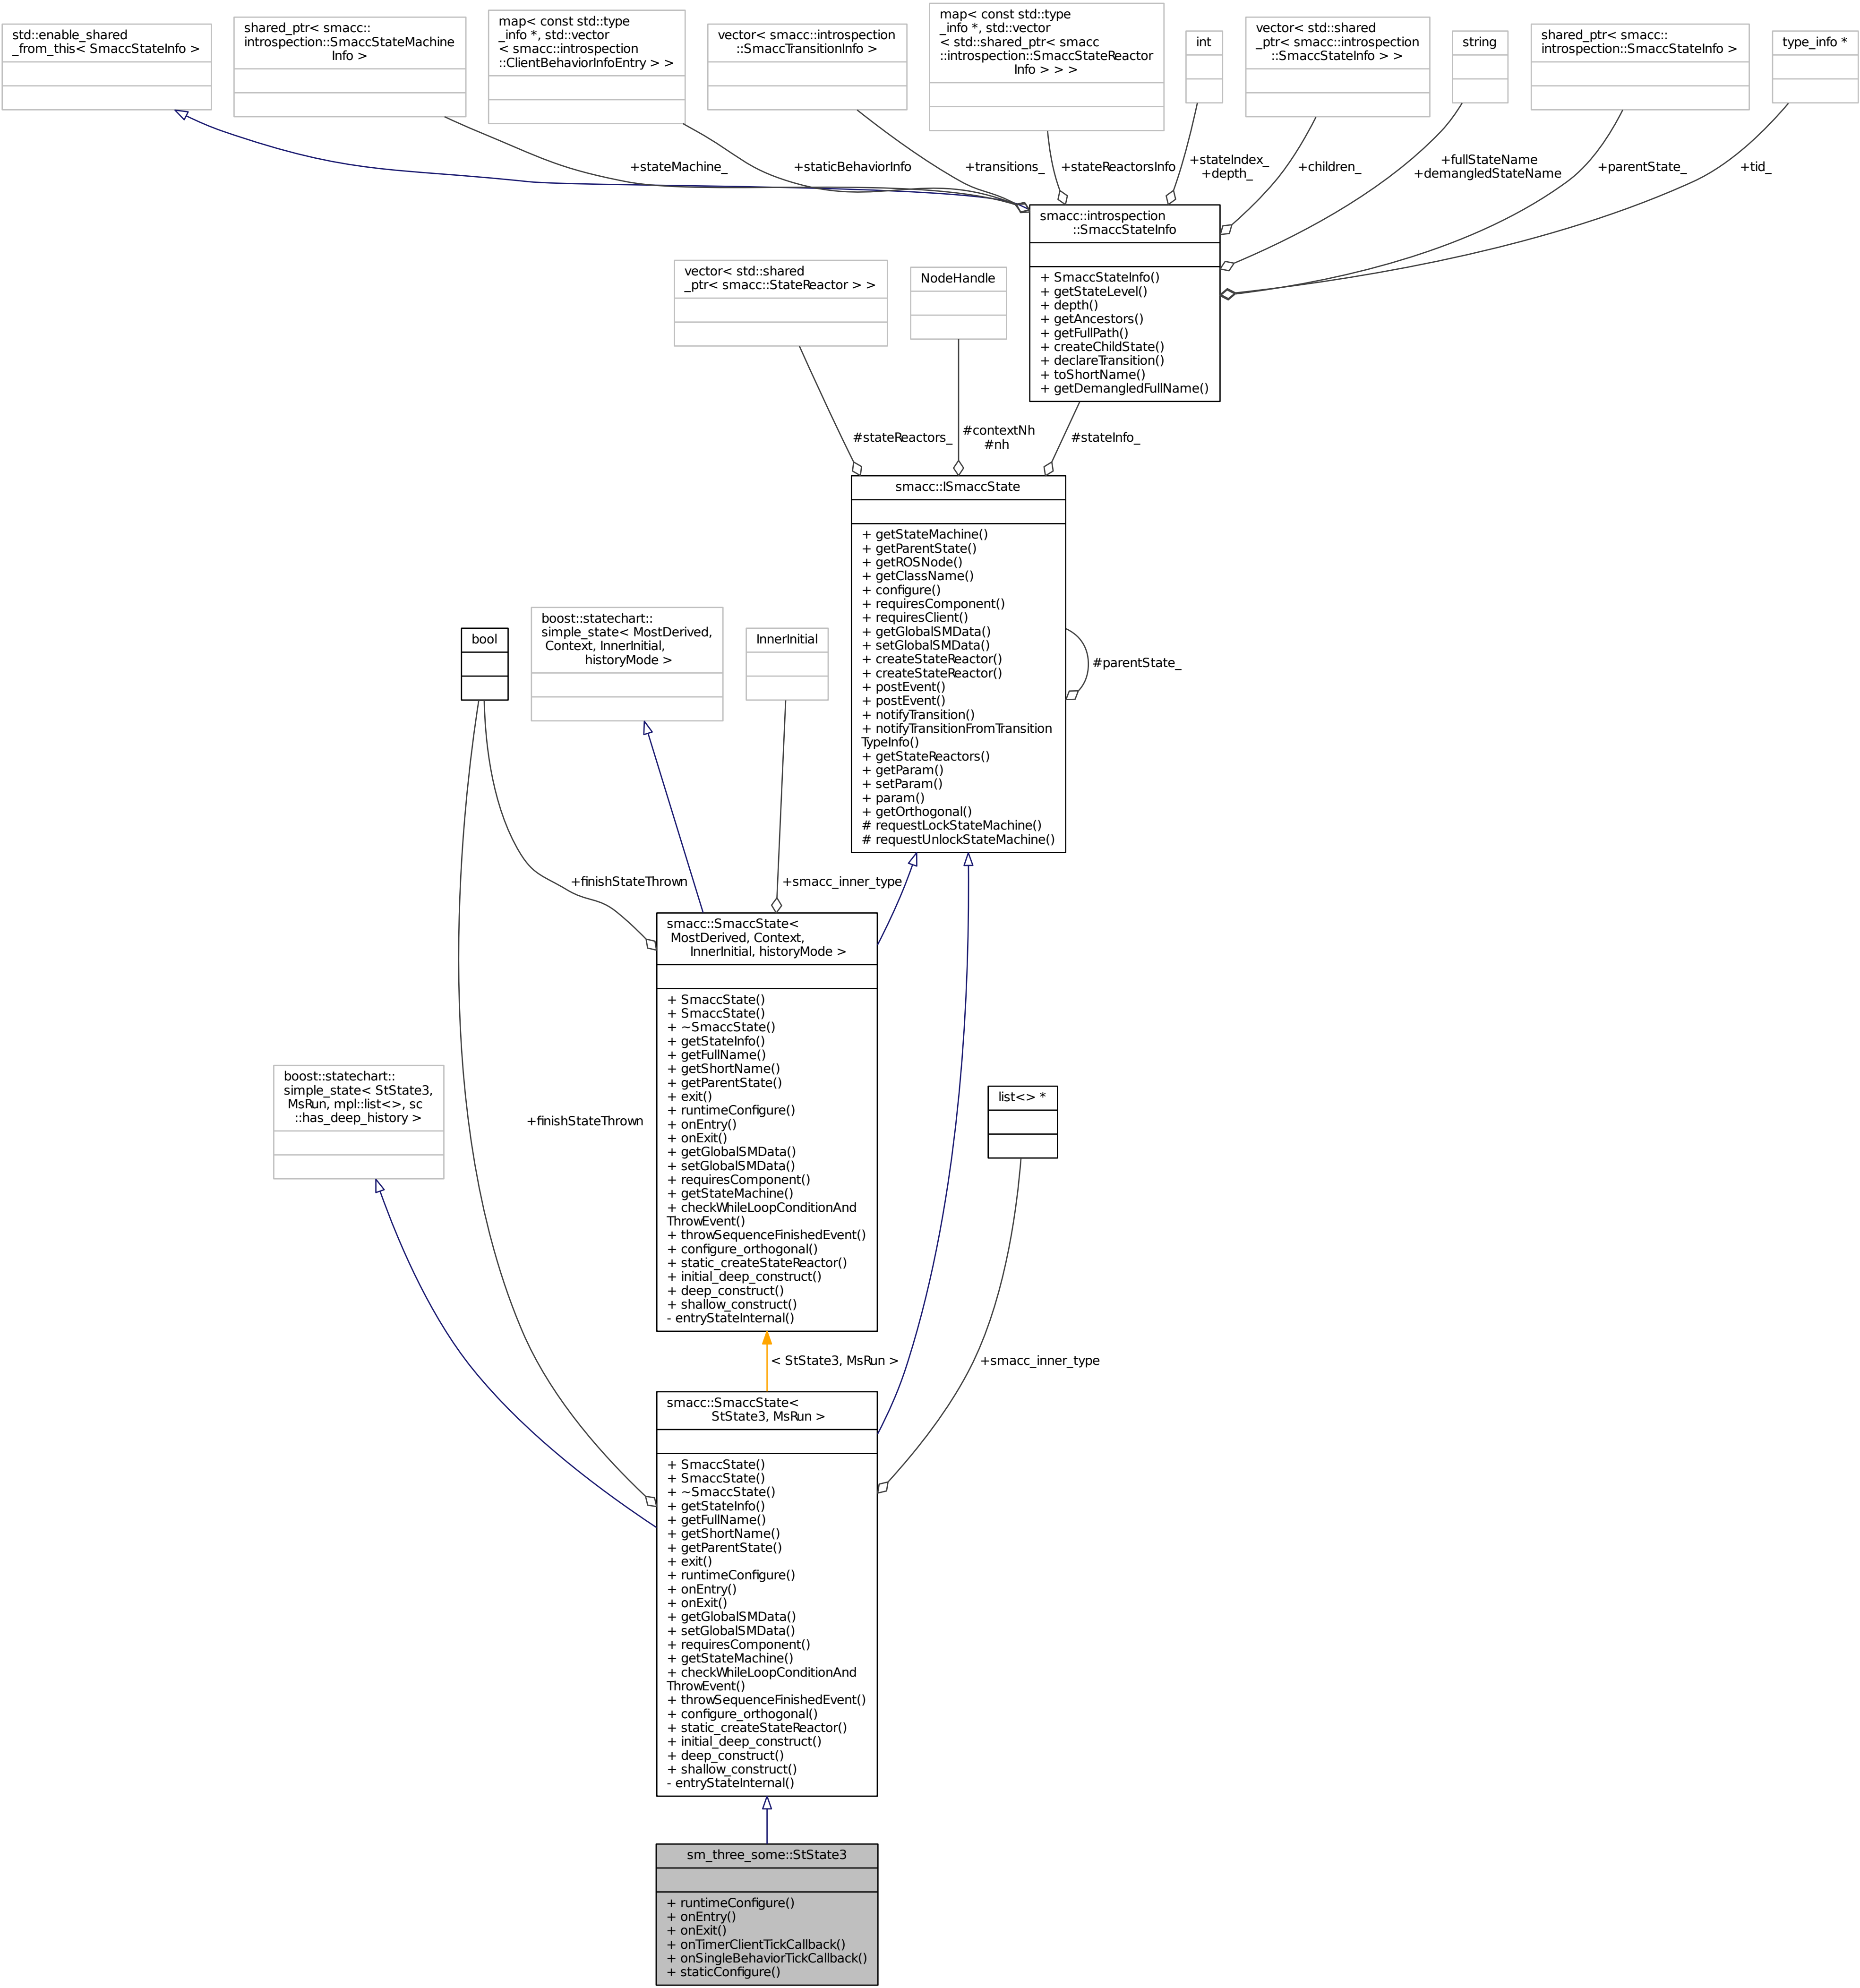 std::enable_shared
_from_this< SmaccStateInfo >
shared_ptr< smacc::
introspection::SmaccStateMachine
Info >
map< const std::type
_info *, std::vector
< smacc::introspection
::ClientBehaviorInfoEntry > >
vector< smacc::introspection
::SmaccTransitionInfo >
map< const std::type
_info *, std::vector
< std::shared_ptr< smacc
::introspection::SmaccStateReactor
Info > > >
int
vector< std::shared
_ptr< smacc::introspection
::SmaccStateInfo > >
string
shared_ptr< smacc::
introspection::SmaccStateInfo >
type_info *
+stateMachine_
+staticBehaviorInfo
+transitions_
+stateReactorsInfo
+stateIndex_
+depth_
+children_
+fullStateName
+demangledStateName
+parentState_
+tid_
smacc::introspection
::SmaccStateInfo
+ SmaccStateInfo()
+ getStateLevel()
+ depth()
+ getAncestors()
+ getFullPath()
+ createChildState()
+ declareTransition()
+ toShortName()
+ getDemangledFullName()
vector< std::shared
_ptr< smacc::StateReactor > >
NodeHandle
#stateReactors_
#contextNh
#nh
#stateInfo_
smacc::ISmaccState
+ getStateMachine()
+ getParentState()
+ getROSNode()
+ getClassName()
+ configure()
+ requiresComponent()
+ requiresClient()
+ getGlobalSMData()
+ setGlobalSMData()
+ createStateReactor()
+ createStateReactor()
+ postEvent()
+ postEvent()
+ notifyTransition()
+ notifyTransitionFromTransition
TypeInfo()
+ getStateReactors()
+ getParam()
+ setParam()
+ param()
+ getOrthogonal()
# requestLockStateMachine()
# requestUnlockStateMachine()
#parentState_
bool
boost::statechart::
simple_state< MostDerived,
Context, InnerInitial,
historyMode >
InnerInitial
+finishStateThrown
+smacc_inner_type
smacc::SmaccState<
MostDerived, Context,
InnerInitial, historyMode >
+ SmaccState()
+ SmaccState()
+ ~SmaccState()
+ getStateInfo()
+ getFullName()
+ getShortName()
+ getParentState()
+ exit()
+ runtimeConfigure()
+ onEntry()
+ onExit()
+ getGlobalSMData()
+ setGlobalSMData()
+ requiresComponent()
+ getStateMachine()
+ checkWhileLoopConditionAnd
ThrowEvent()
+ throwSequenceFinishedEvent()
+ configure_orthogonal()
+ static_createStateReactor()
+ initial_deep_construct()
+ deep_construct()
+ shallow_construct()
- entryStateInternal()
boost::statechart::
simple_state< StState3,
MsRun, mpl::list<>, sc
::has_deep_history >
+finishStateThrown
list<> *
< StState3, MsRun >
+smacc_inner_type
smacc::SmaccState<
StState3, MsRun >
+ SmaccState()
+ SmaccState()
+ ~SmaccState()
+ getStateInfo()
+ getFullName()
+ getShortName()
+ getParentState()
+ exit()
+ runtimeConfigure()
+ onEntry()
+ onExit()
+ getGlobalSMData()
+ setGlobalSMData()
+ requiresComponent()
+ getStateMachine()
+ checkWhileLoopConditionAnd
ThrowEvent()
+ throwSequenceFinishedEvent()
+ configure_orthogonal()
+ static_createStateReactor()
+ initial_deep_construct()
+ deep_construct()
+ shallow_construct()
- entryStateInternal()
sm_three_some::StState3
+ runtimeConfigure()
+ onEntry()
+ onExit()
+ onTimerClientTickCallback()
+ onSingleBehaviorTickCallback()
+ staticConfigure()